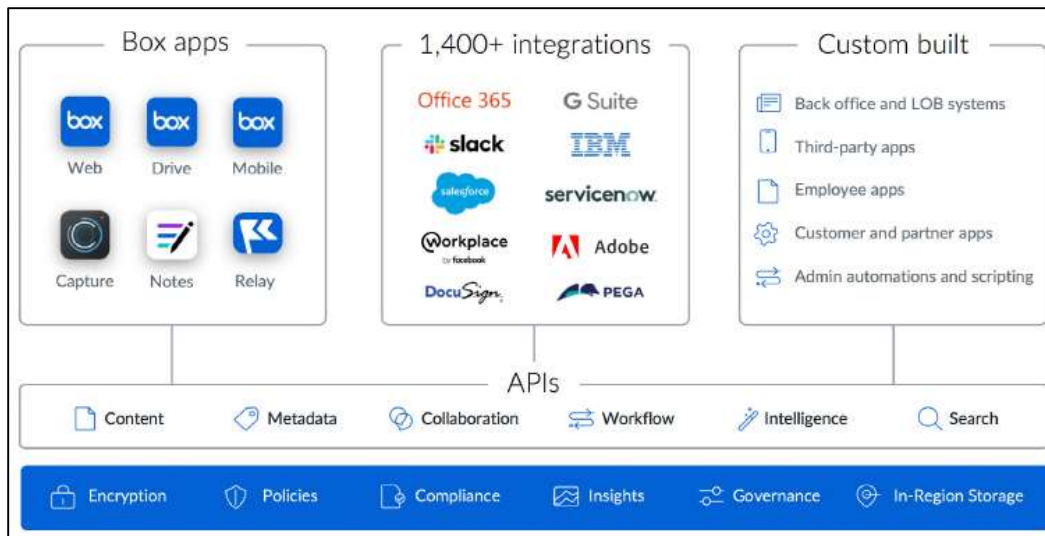 Box apps
box
box
box
Web
Drive
Mobile
Capture
Notes
Relay
1,400+ integrations
Office 365
G Suite
slack
IBM
salesforce
servicenow
Workplace
by facebook
Adobe
DocuSign
PEGA
Custom built
Back office and LOB systems
Third-party apps
Employee apps
Customer and partner apps
Admin automations and scripting
APIs
Content
Metadata
Collaboration
Workflow
Intelligence
Search
Encryption
Policies
Compliance
Insights
Governance
In-Region Storage